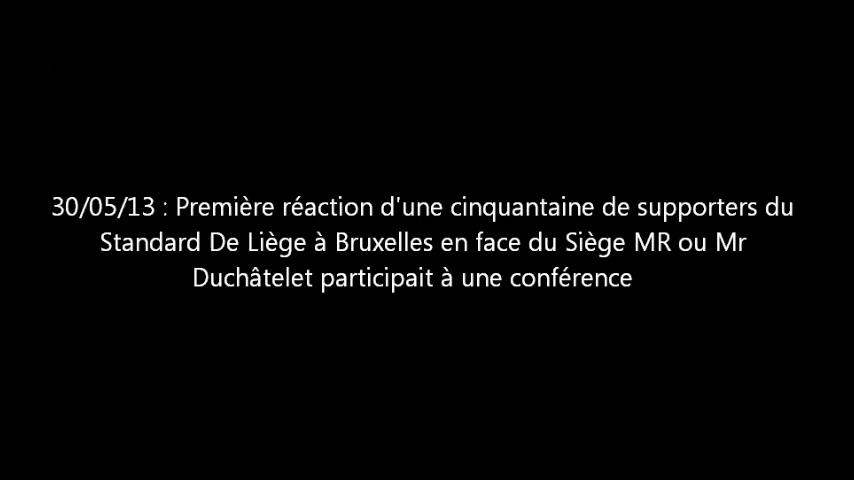 30/05/13 : Première réaction d'une cinquantaine de supporters du
Standard De Liège à Bruxelles en face du Siège MR ou Mr
Duchâtelet participait à une conférence